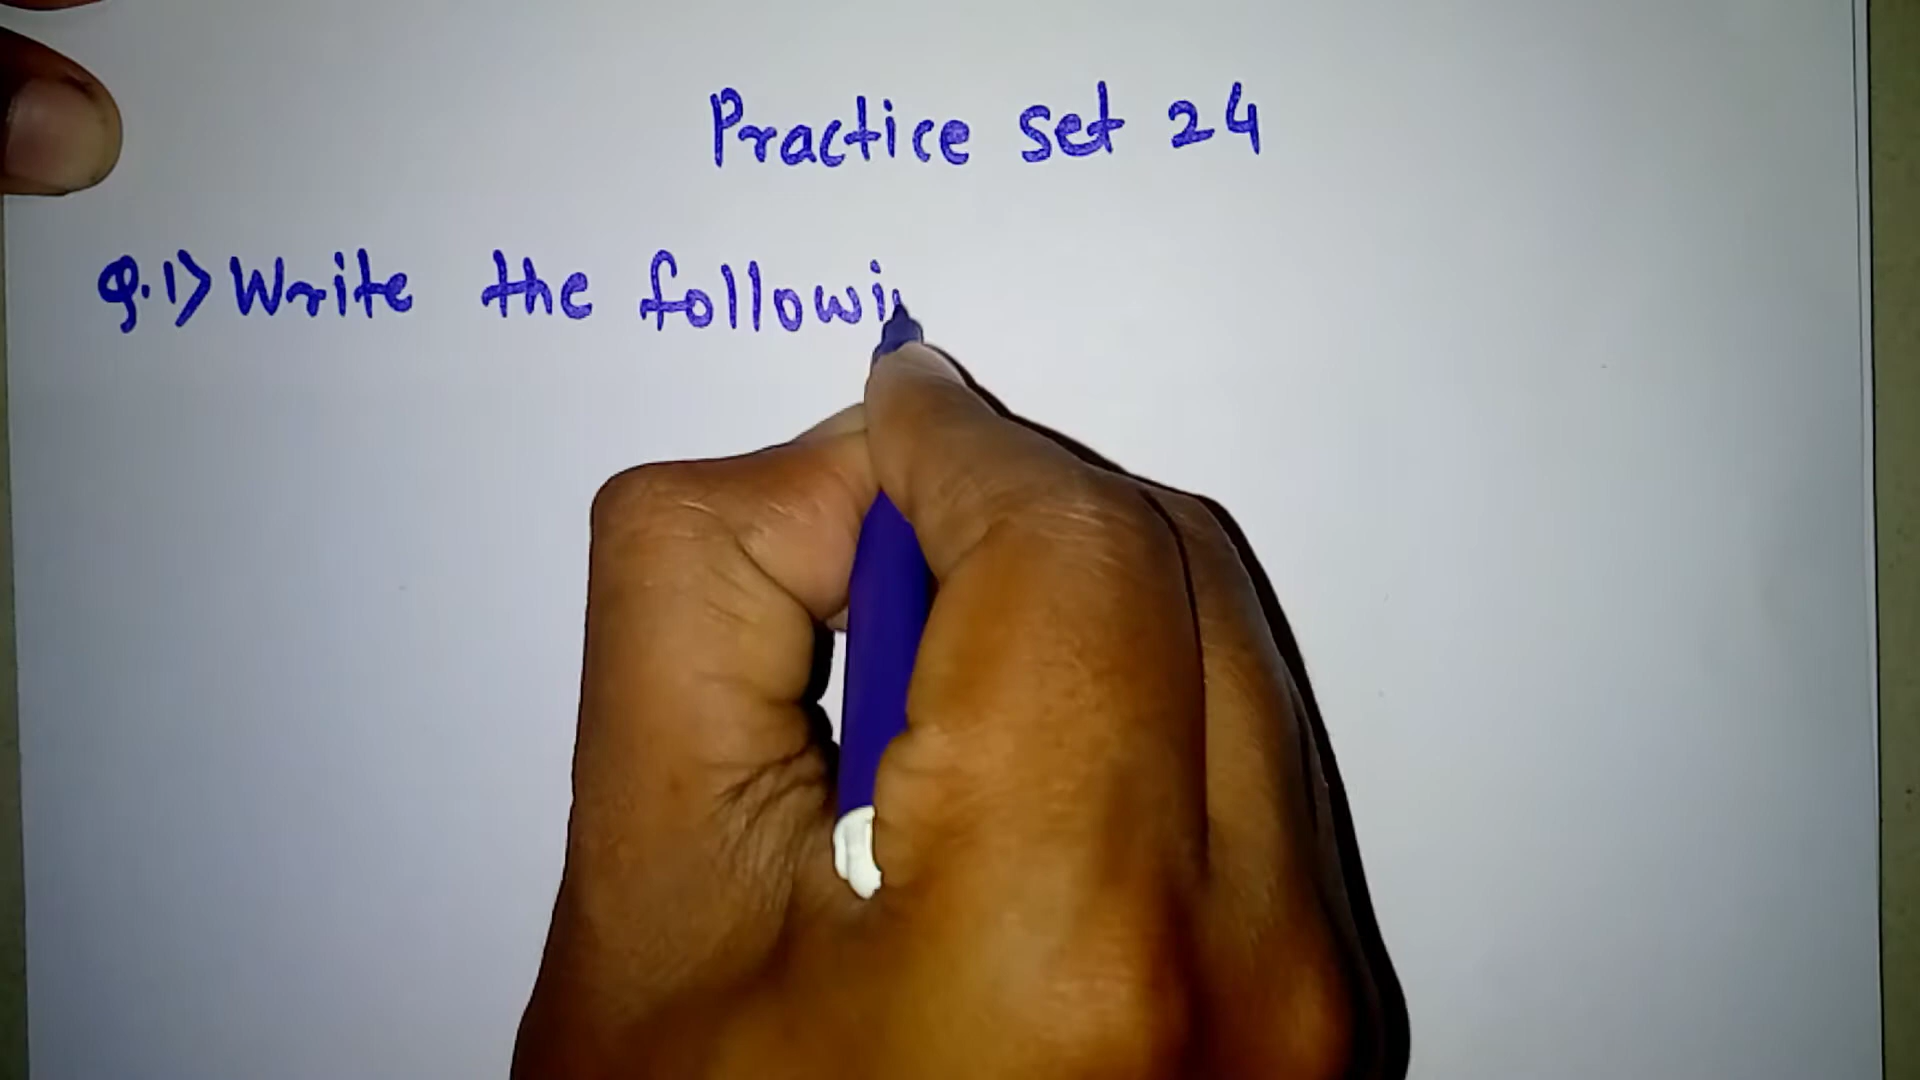 Practice set 24
Q.1) Write the followi